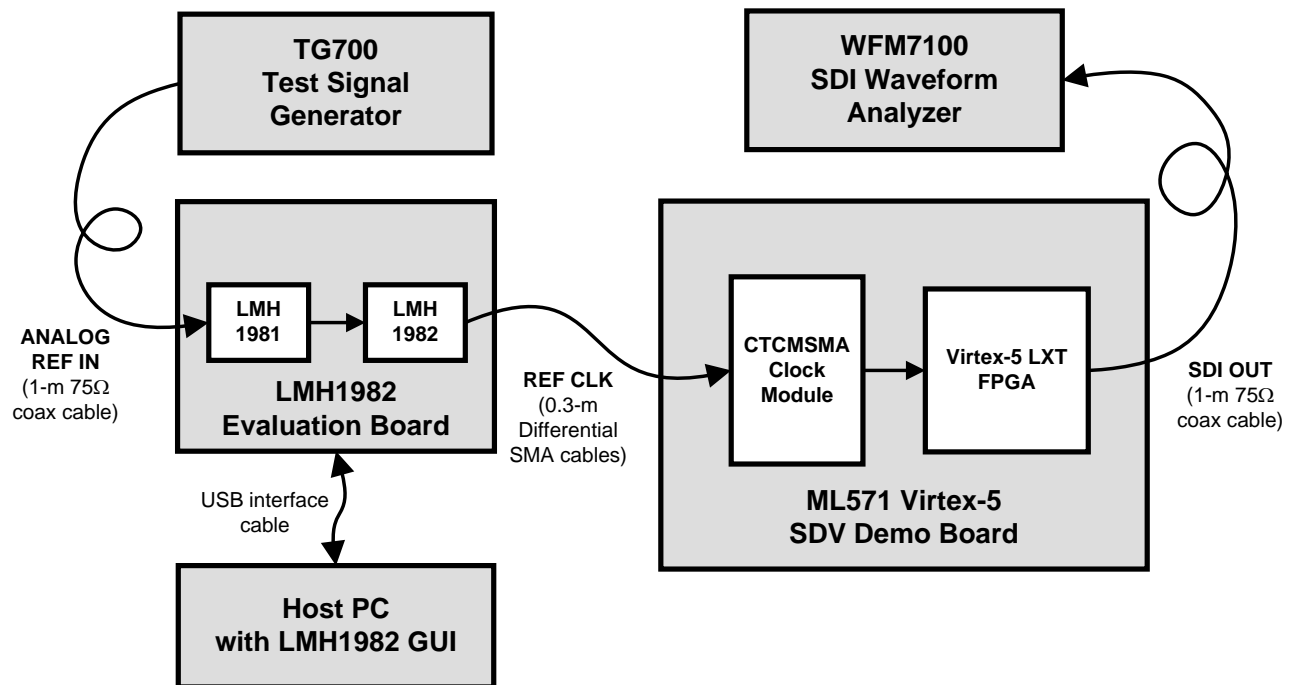 TG700
Test Signal
Generator
WFM7100
SDI Waveform
Analyzer
LMH
1981
LMH
1982
LMH1982
Evaluation Board
ANALOG
REF IN
(1-m 75Ω
coax cable)
REF CLK
(0.3-m
Differential
SMA cables)
CTCMSMA
Clock
Module
Virtex-5 LXT
FPGA
ML571 Virtex-5
SDV Demo Board
SDI OUT
(1-m 75Ω
coax cable)
USB interface
cable
Host PC
with LMH1982 GUI